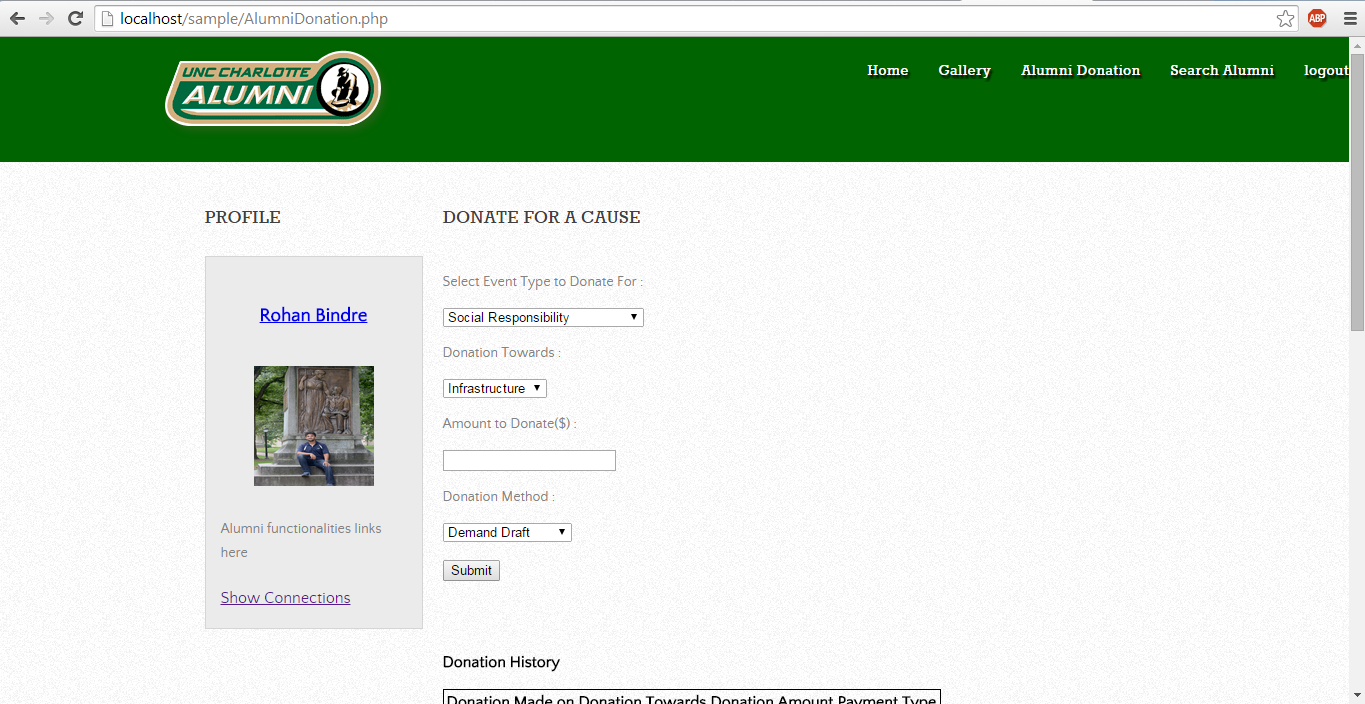 localhost/sample/AlumniDonation.php
ABP
UNC CHARLOTTE
ALUMNI
Home Gallery Alumni Donation Search Alumni logout
PROFILE
Rohan Bindre
Alumni functionalities links
here
Show Connections
DONATE FOR A CAUSE
Select Event Type to Donate For :
Social Responsibility
Donation Towards :
Infrastructure
Amount to Donate($) :
Donation Method :
Demand Draft
Submit
Donation History
Donation Made on Donation Towards Donation Amount Payment Type